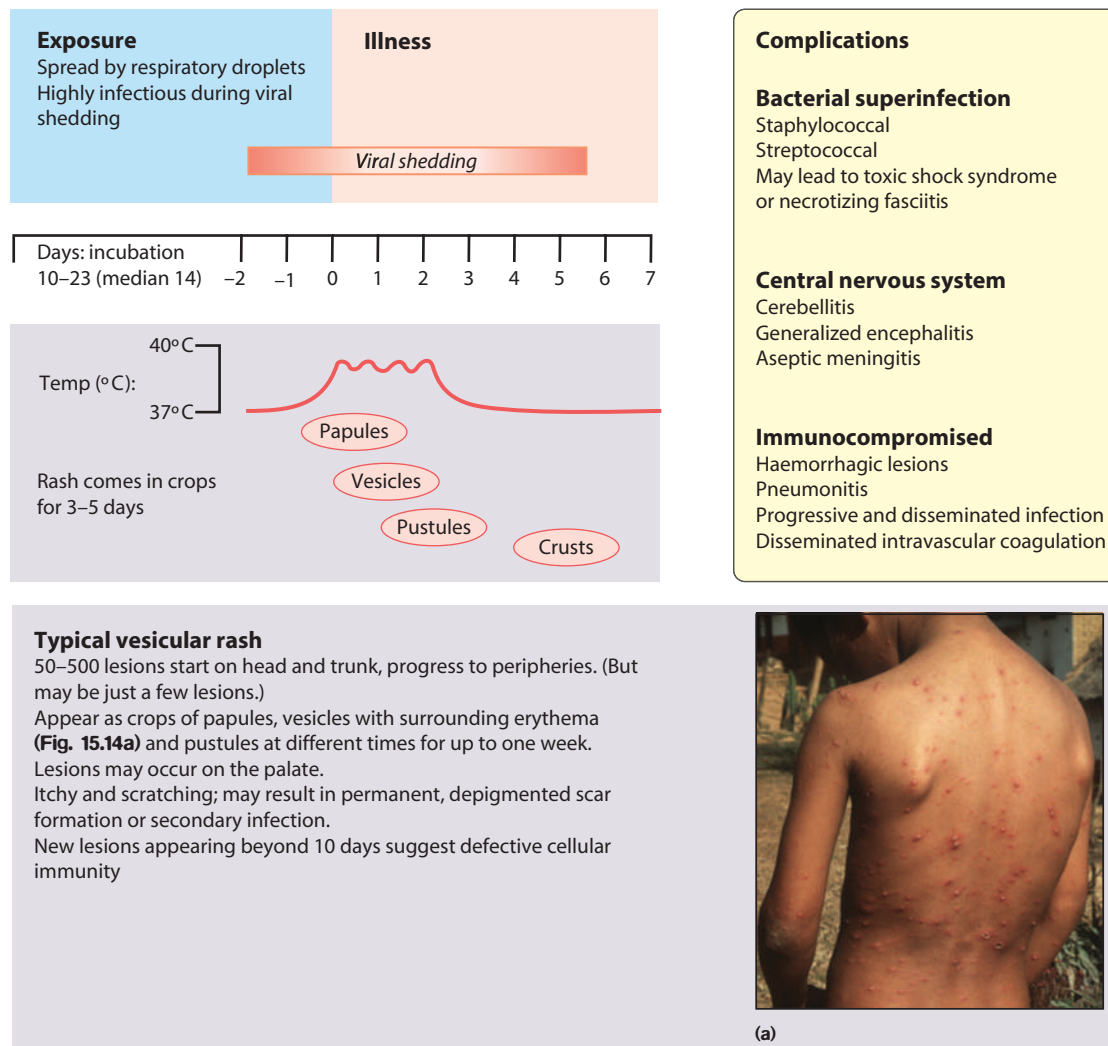 Exposure
Spread by respiratory droplets
Highly infectious during viral
shedding
Illness
Viral shedding
Days: incubation
10–23 (median 14) –2 –1 0 1 2 3 4 5 6 7
40°C
Temp (°C):
37°C
Papules
Rash comes in crops
for 3–5 days
Vesicles
Pustules
Crusts
Complications
Bacterial superinfection
Staphylococcal
Streptococcal
May lead to toxic shock syndrome
or necrotizing fasciitis
Central nervous system
Cerebellitis
Generalized encephalitis
Aseptic meningitis
Immunocompromised
Haemorrhagic lesions
Pneumonitis
Progressive and disseminated infection
Disseminated intravascular coagulation
Typical vesicular rash
50–500 lesions start on head and trunk, progress to peripheries. (But
may be just a few lesions.)
Appear as crops of papules, vesicles with surrounding erythema
(Fig. 15.14a) and pustules at different times for up to one week.
Lesions may occur on the palate.
Itchy and scratching; may result in permanent, depigmented scar
formation or secondary infection.
New lesions appearing beyond 10 days suggest defective cellular
immunity
(a)